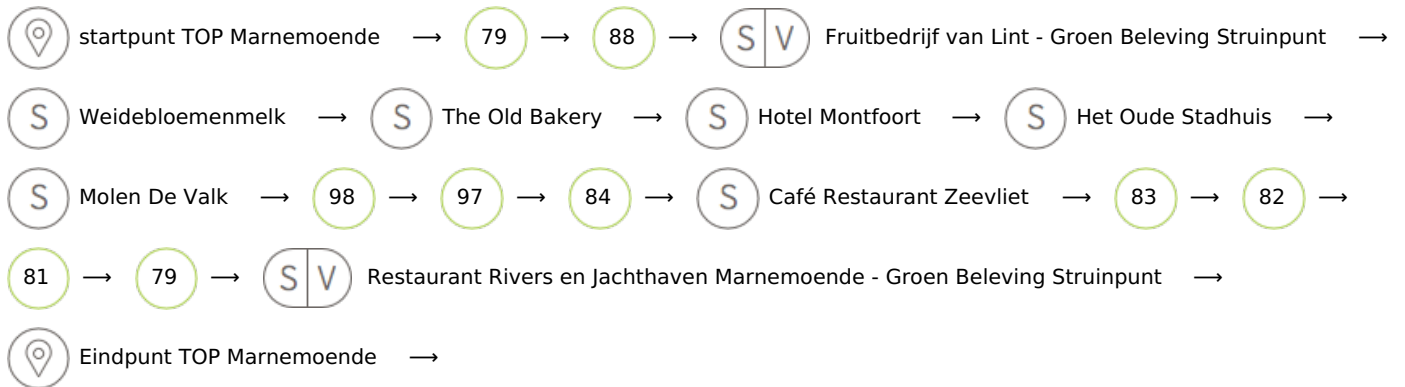 startpunt TOP Marnemoende → 79 → 88 → S V Fruitbedrijf van Lint - Groen Beleving Struinpunt →
S Weidebloemenmelk → S The Old Bakery → S Hotel Montfoort → S Het Oude Stadhuis →
S Molen De Valk → 98 → 97 → 84 → S Café Restaurant Zeevliet → 83 → 82 →
81 → 79 → S V Restaurant Rivers en Jachthaven Marnemoende - Groen Beleving Struinpunt →
Eindpunt TOP Marnemoende →